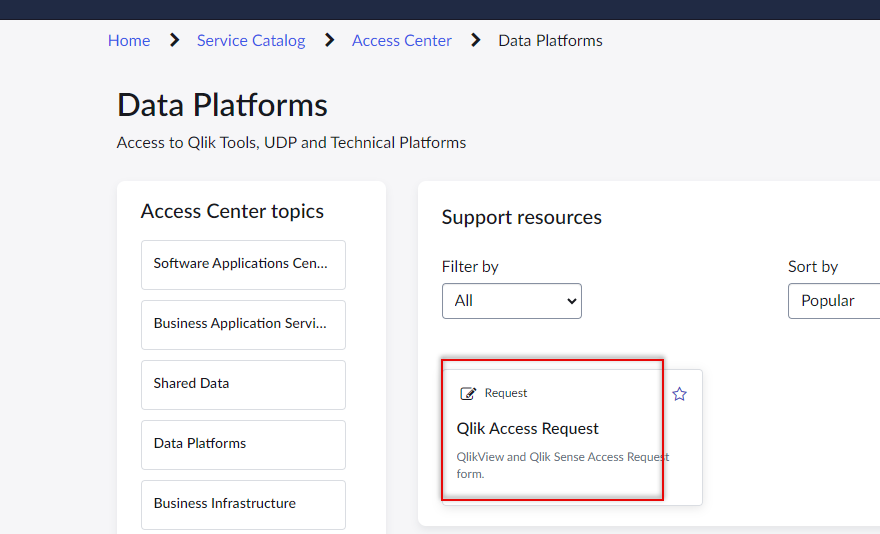 Home > Service Catalog > Access Center > Data Platforms
Data Platforms
Access to Qlik Tools, UDP and Technical Platforms
Access Center topics
Software Applications Cen...
Business Application Servi...
Shared Data
Data Platforms
Business Infrastructure
Support resources
Filter by
All
Sort by
Popular
Request
Qlik Access Request
QlikView and Qlik Sense Access Request
form.